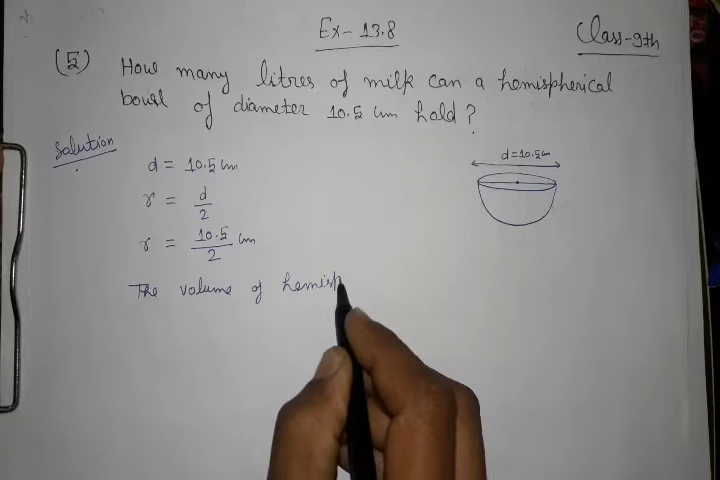 Ex-13.8
Class-9th
(5) How many litres of milk can a hemispherical
bowl of diameter 10.5 cm hold?
Solution
d = 10.5 cm
d = 10.5 cm
r = d/2
r = 10.5/2 cm
The volume of hemisp